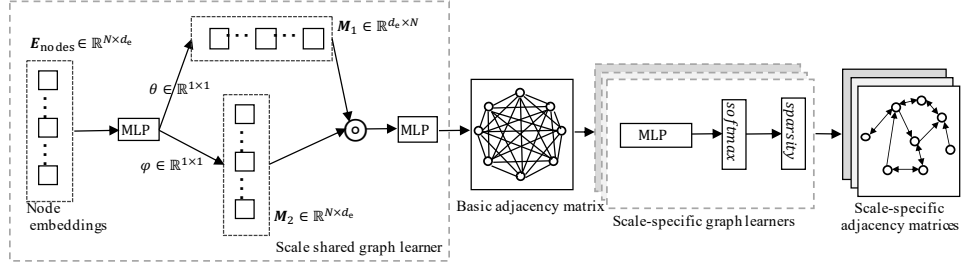 E_nodes ∈ ℝ^{N×d_e}
Node
embeddings
MLP
θ ∈ ℝ^{1×1}
φ ∈ ℝ^{1×1}
M_1 ∈ ℝ^{d_e×N}
M_2 ∈ ℝ^{N×d_e}
MLP
Scale shared graph learner
Basic adjacency matrix
MLP
softmax
sparsity
Scale-specific graph learners
Scale-specific
adjacency matrices